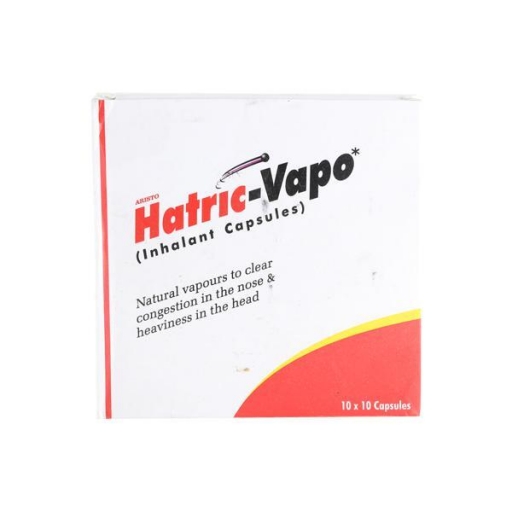 ARISTO
Hatric-Vapo*
(Inhalant Capsules)
Natural vapours to clear
congestion in the nose &
heaviness in the head
10 x 10 Capsules